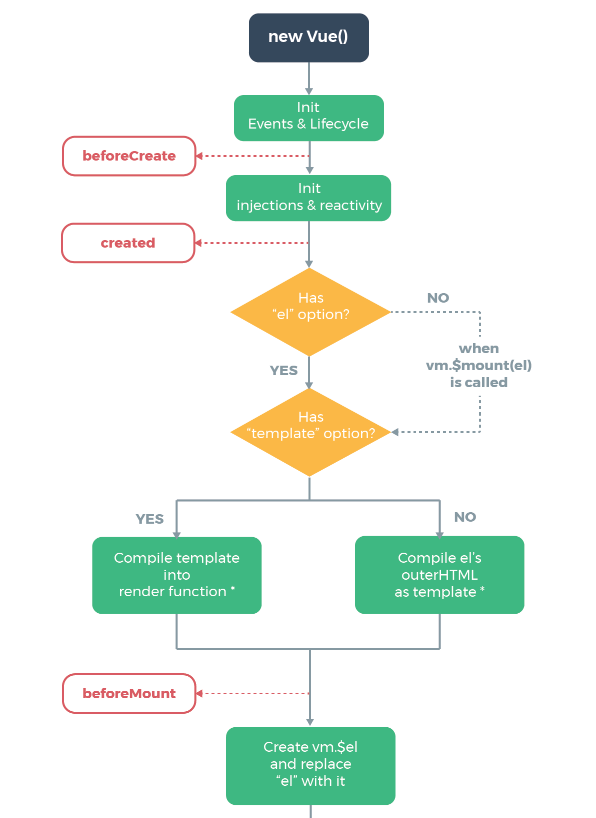 new Vue()
Init
Events & Lifecycle
beforeCreate
Init
injections & reactivity
created
Has
“el” option?
NO
when
vm.$mount(el)
is called
YES
Has
“template” option?
YES
NO
Compile template
into
render function *
Compile el’s
outerHTML
as template *
beforeMount
Create vm.$el
and replace
“el” with it